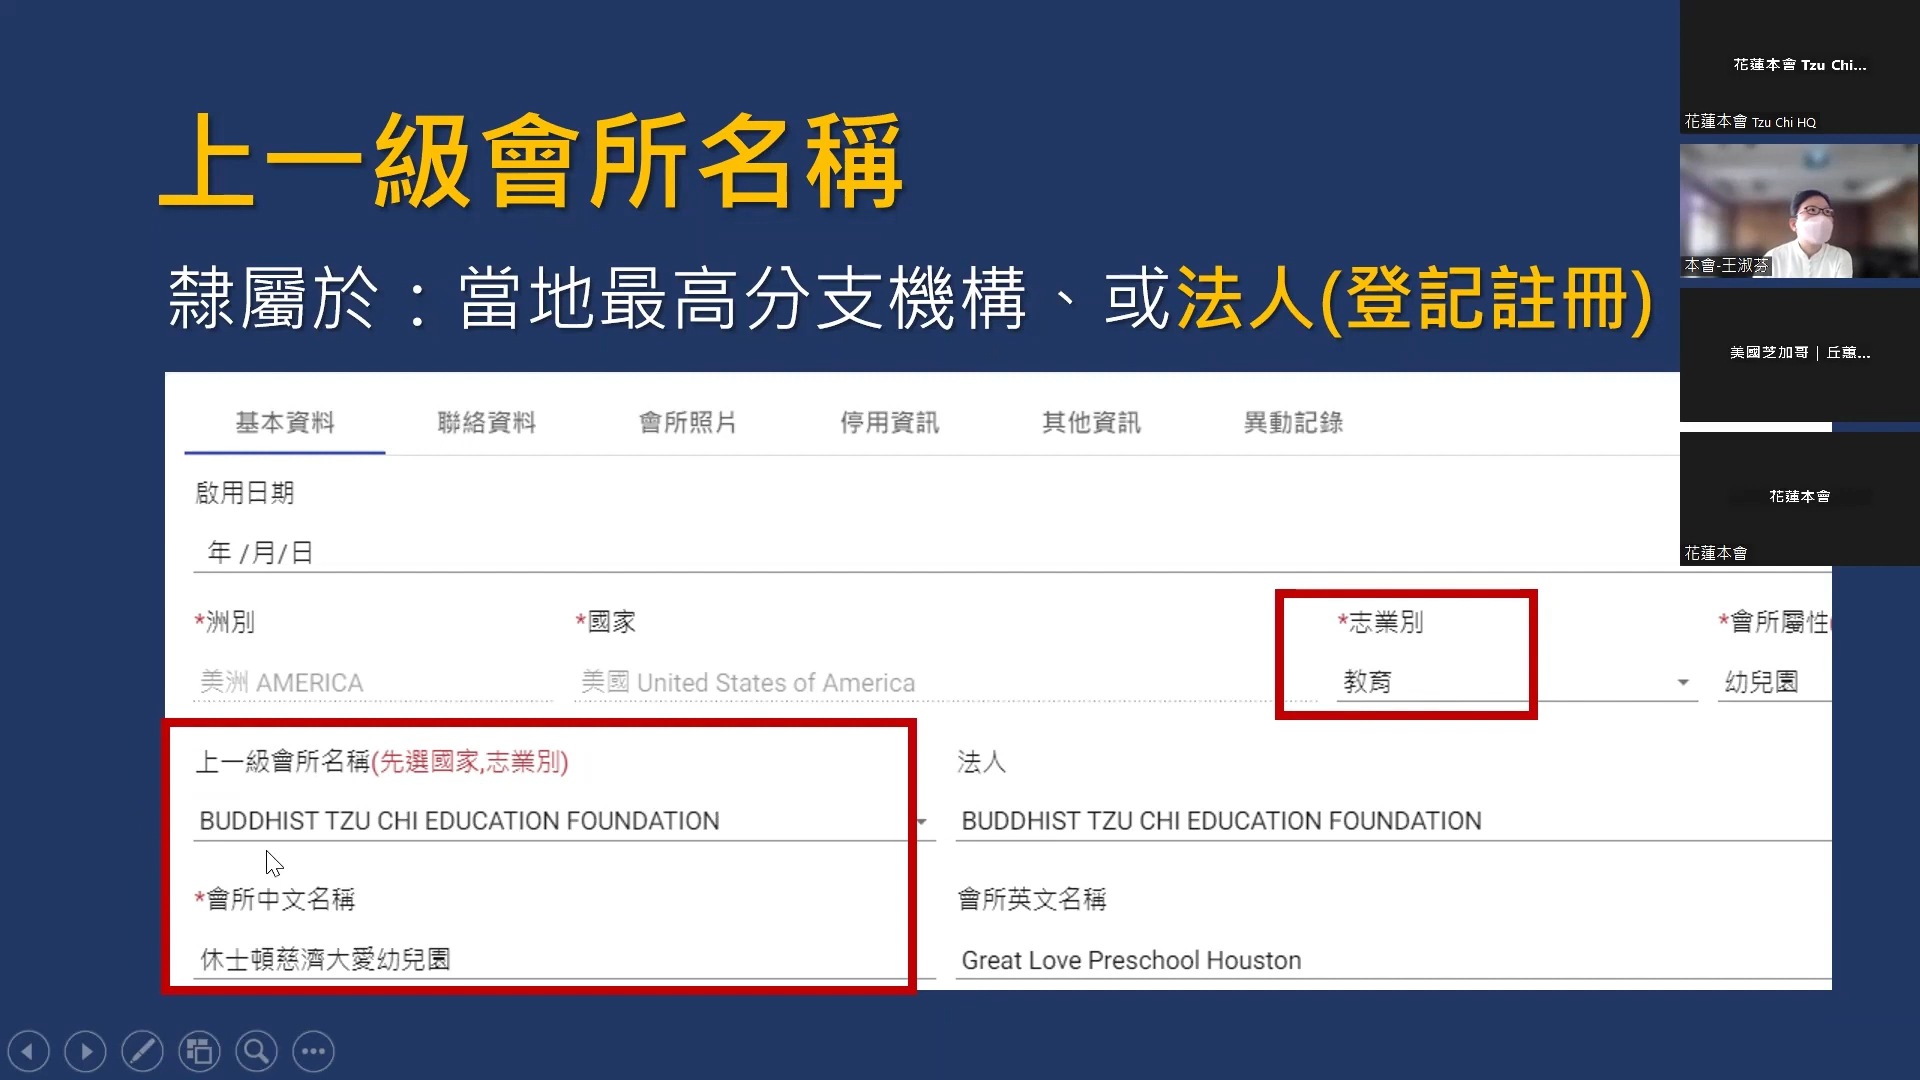 上一級會所名稱
隸屬於：當地最高分支機構、或法人(登記註冊)
基本資料 聯絡資料 會所照片 停用資訊 其他資訊 異動記錄
啟用日期
年 /月/日
*洲別 *國家 *志業別 *會所屬性
美洲 AMERICA 美國 United States of America 教育 幼兒園
上一級會所名稱(先選國家,志業別) 法人
BUDDHIST TZU CHI EDUCATION FOUNDATION BUDDHIST TZU CHI EDUCATION FOUNDATION
*會所中文名稱 會所英文名稱
休士頓慈濟大愛幼兒園 Great Love Preschool Houston
花蓮本會 Tzu Chi...
花蓮本會 Tzu Chi HQ
本會-王淑芬
美國芝加哥｜丘蕙...
花蓮本會
花蓮本會